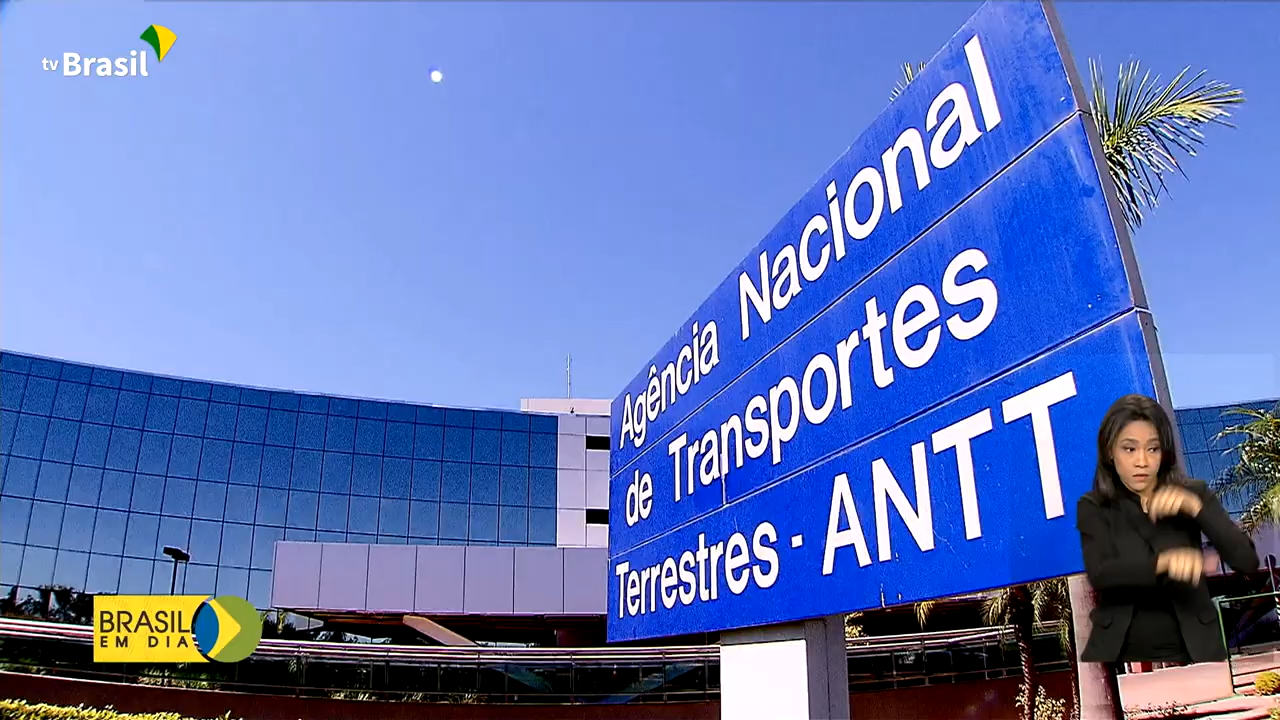 tv Brasil
Agência Nacional
de Transportes
Terrestres - ANTT
BRASIL
EM DIA